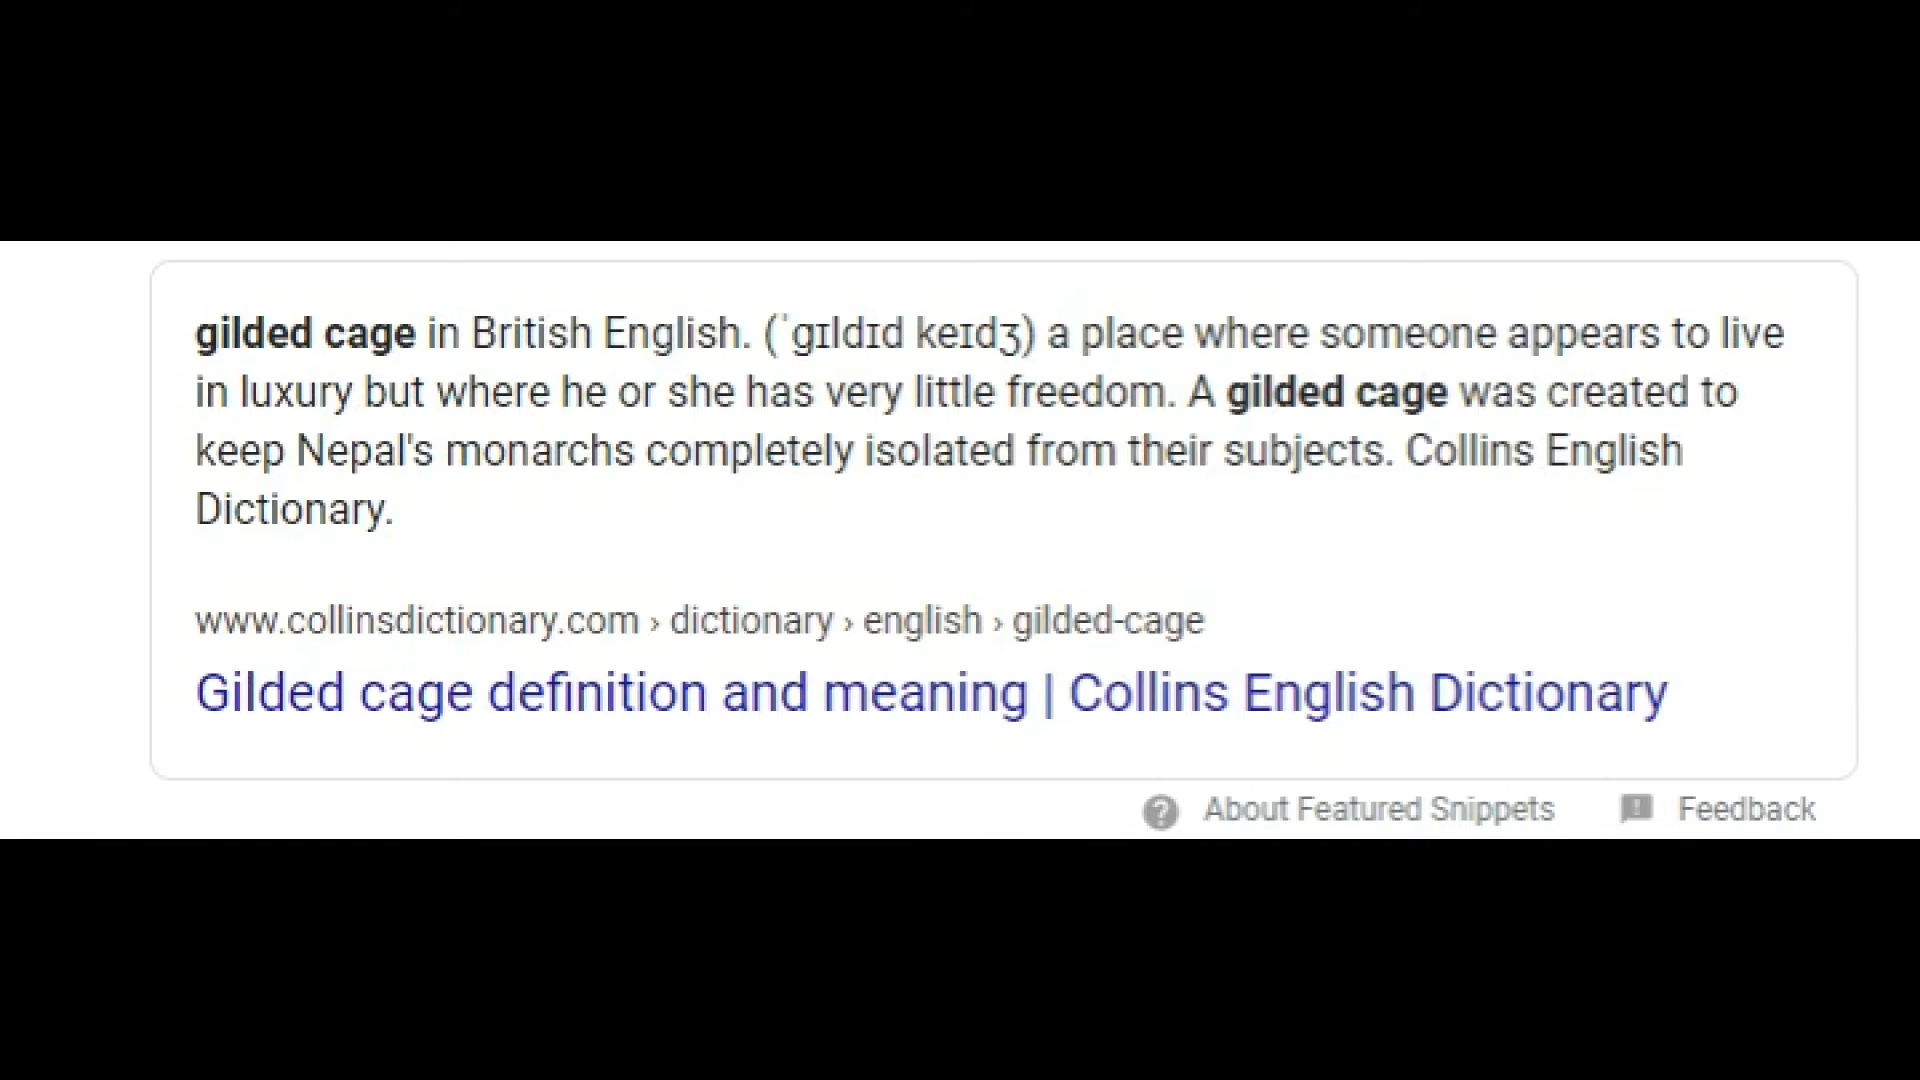 gilded cage in British English. (ˈgɪldɪd keɪdʒ) a place where someone appears to live
in luxury but where he or she has very little freedom. A gilded cage was created to
keep Nepal's monarchs completely isolated from their subjects. Collins English
Dictionary.
www.collinsdictionary.com › dictionary › english › gilded-cage
Gilded cage definition and meaning | Collins English Dictionary
About Featured Snippets Feedback